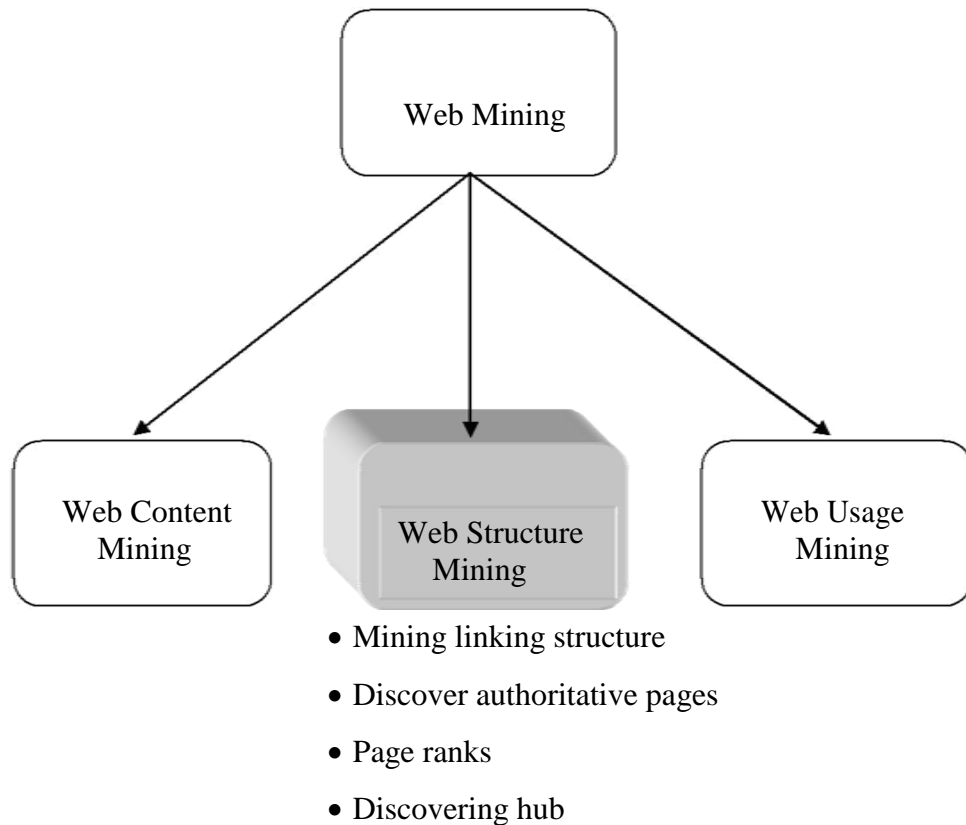 Web Mining
Web Content
Mining
Web Structure
Mining
Web Usage
Mining
• Mining linking structure
• Discover authoritative pages
• Page ranks
• Discovering hub